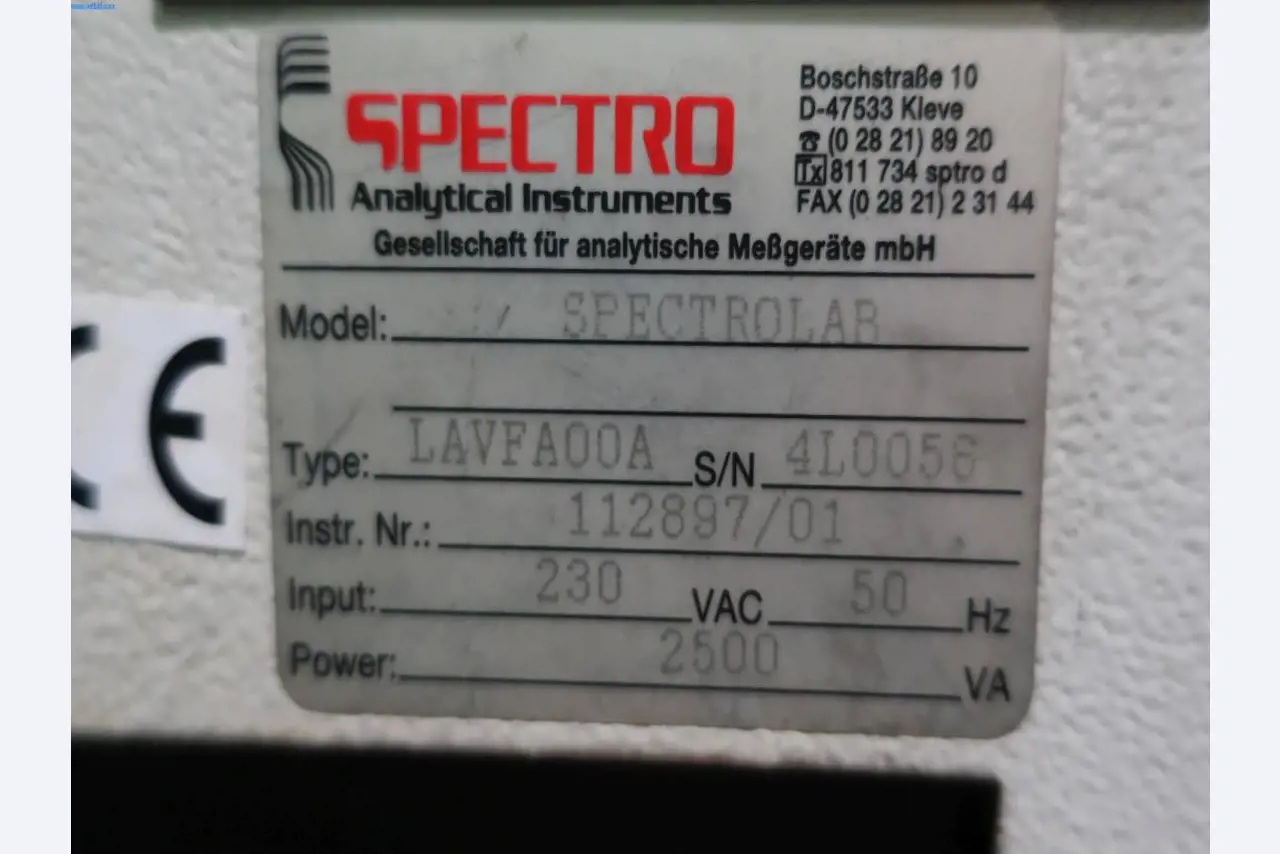 SPECTRO
Analytical Instruments
Boschstraße 10
D-47533 Kleve
☎ (0 28 21) 89 20
Tx 811 734 sptro d
FAX (0 28 21) 2 31 44
Gesellschaft für analytische Meßgeräte mbH
Model: SPECTROLAB
Type: LAVFA00A S/N
Instr. Nr.: 112897/01
Input: 230 VAC 50 Hz
Power: 2500 VA
CE